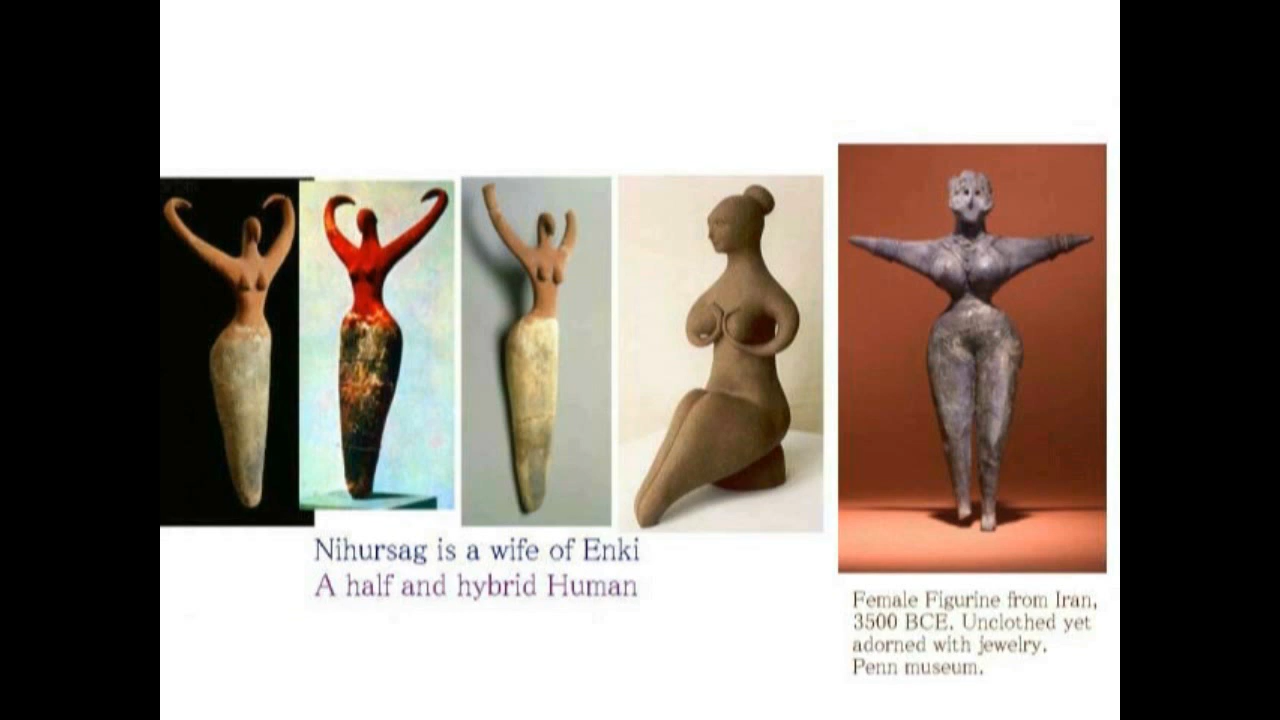 Nihursag is a wife of Enki
A half and hybrid Human
Female Figurine from Iran,
3500 BCE. Unclothed yet
adorned with jewelry.
Penn museum.